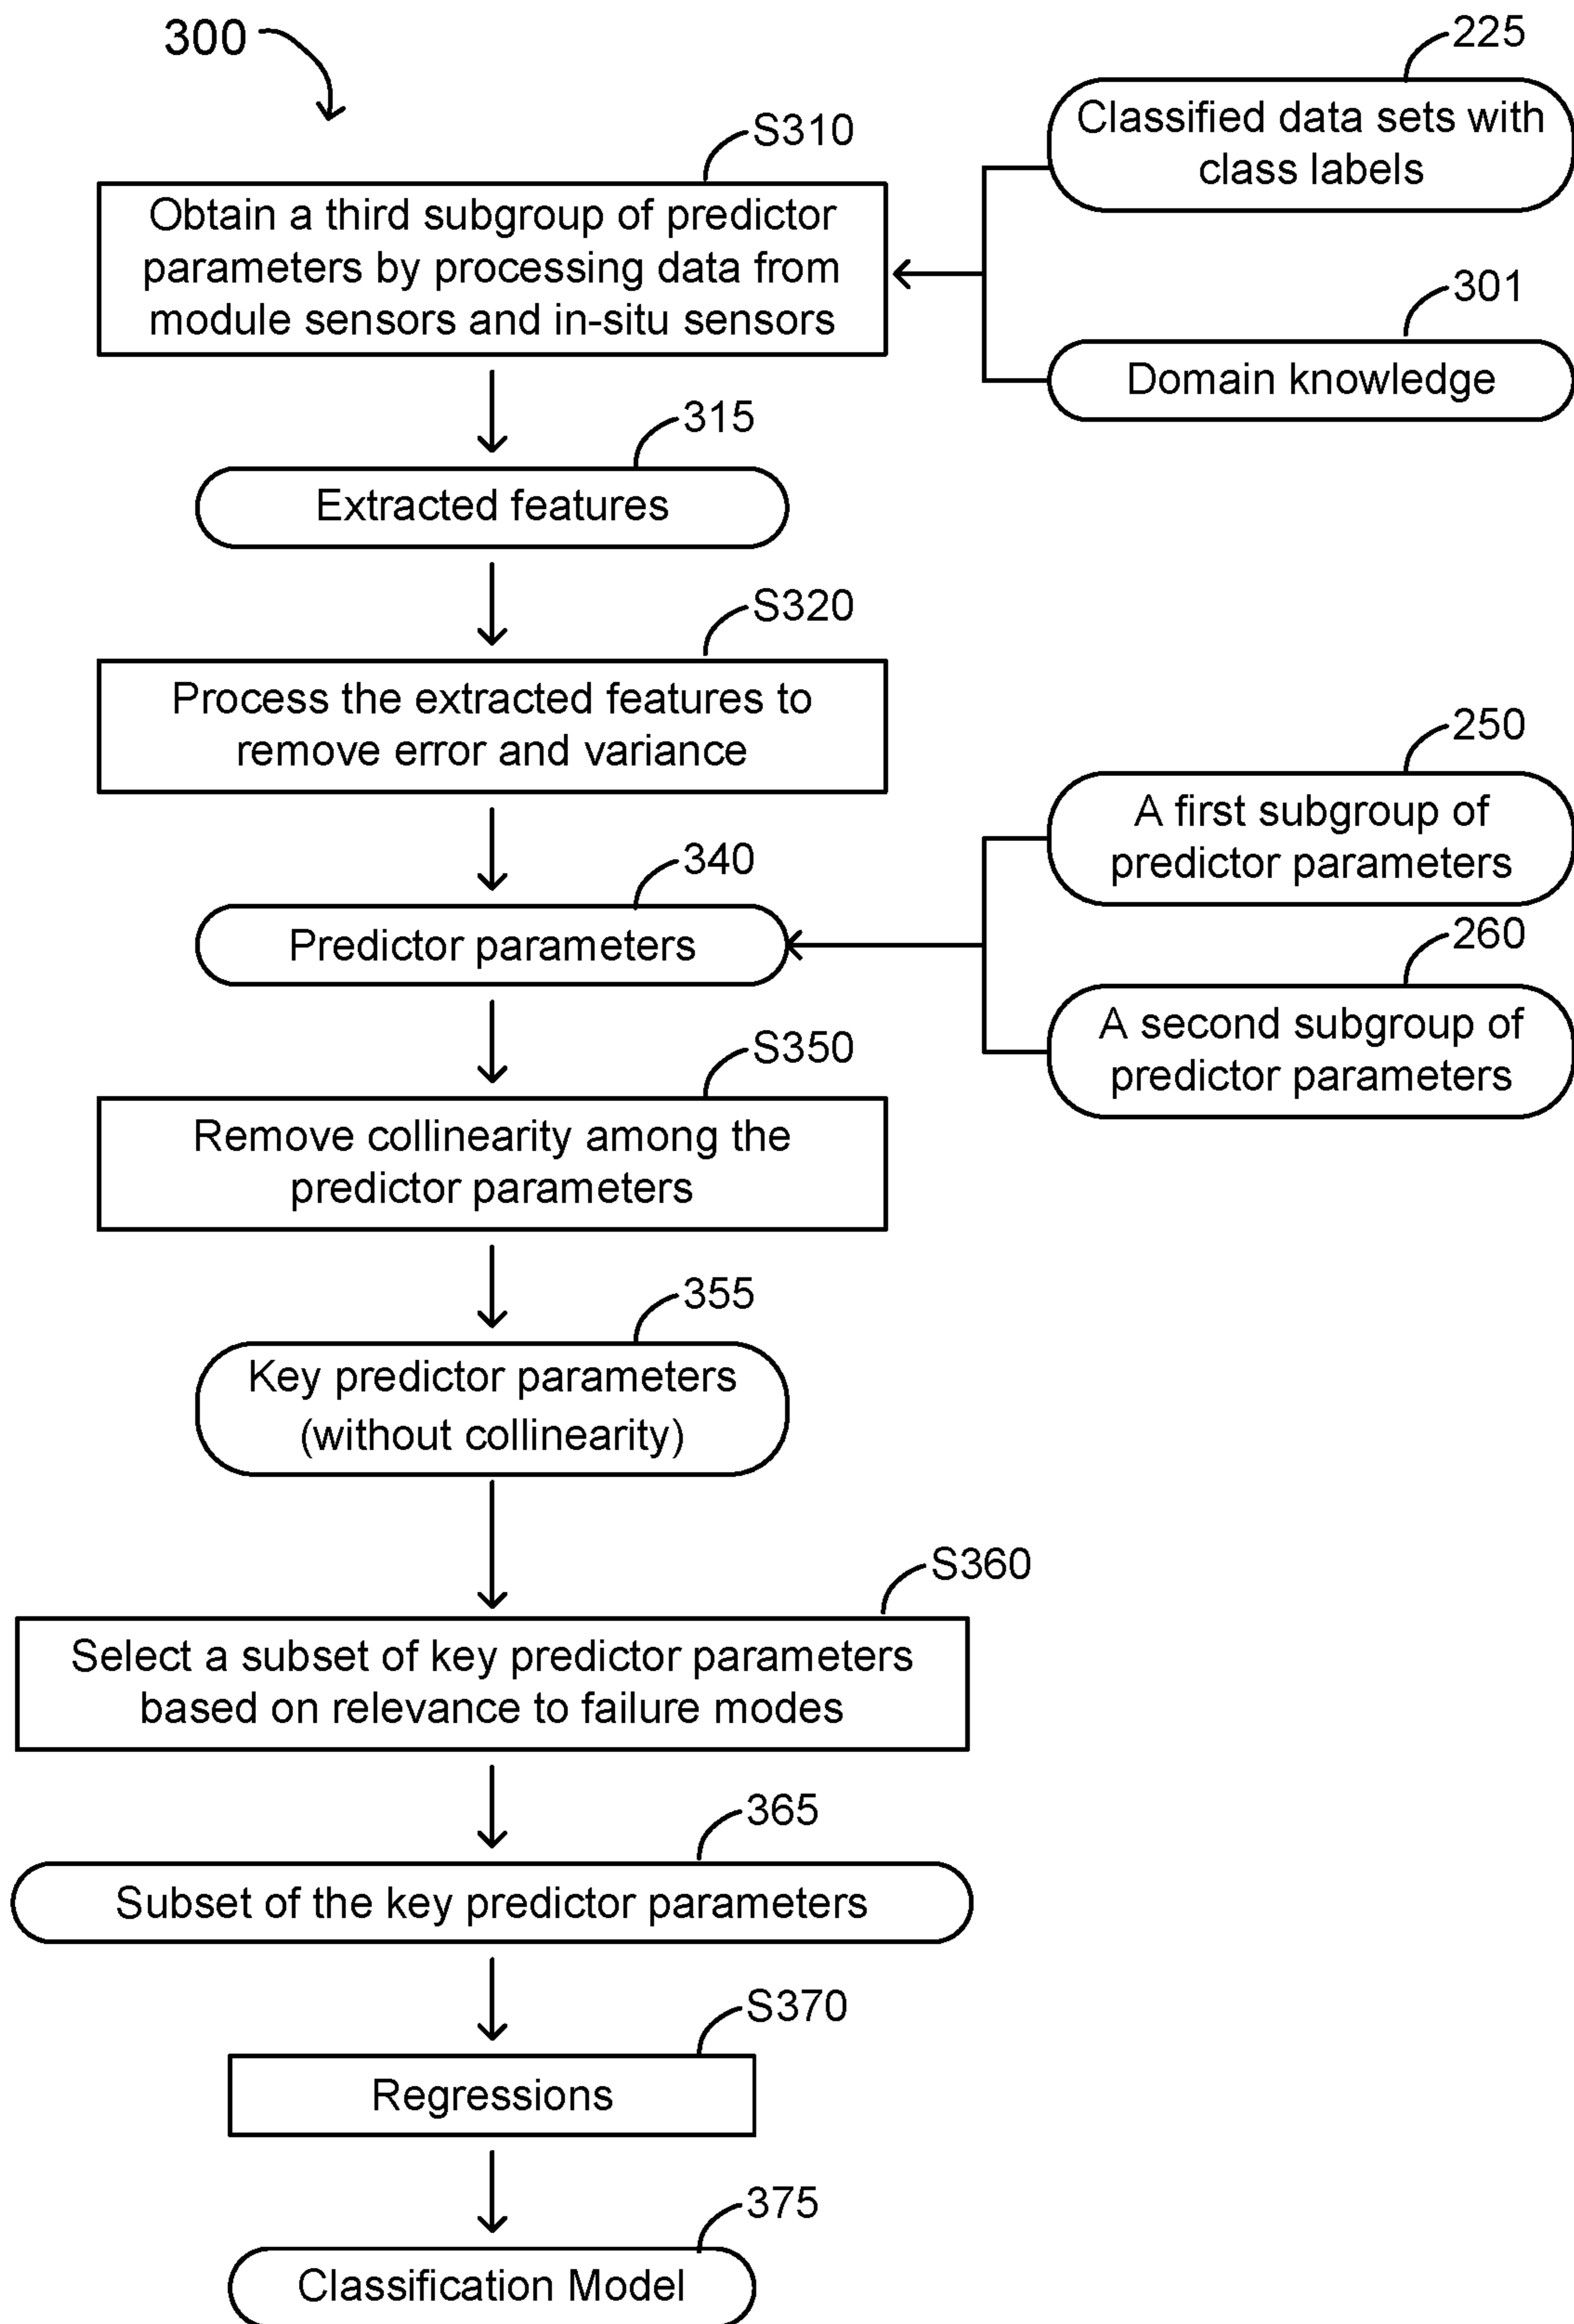 300
225
Classified data sets with
class labels
S310
Obtain a third subgroup of predictor
parameters by processing data from
module sensors and in-situ sensors
301
Domain knowledge
315
Extracted features
S320
Process the extracted features to
remove error and variance
250
A first subgroup of
predictor parameters
340
Predictor parameters
260
A second subgroup of
predictor parameters
S350
Remove collinearity among the
predictor parameters
355
Key predictor parameters
(without collinearity)
S360
Select a subset of key predictor parameters
based on relevance to failure modes
365
Subset of the key predictor parameters
S370
Regressions
375
Classification Model